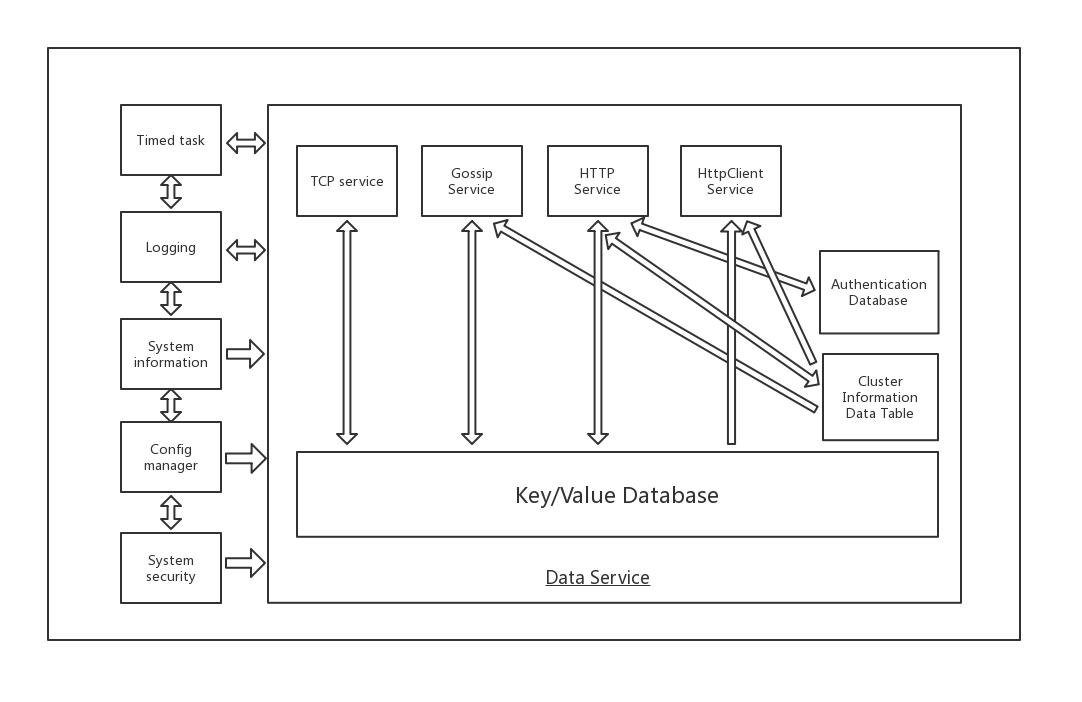 Timed task
Logging
System
information
Config
manager
System
security
TCP service
Gossip
Service
HTTP
Service
HttpClient
Service
Authentication
Database
Cluster
Information
Data Table
Key/Value Database
Data Service